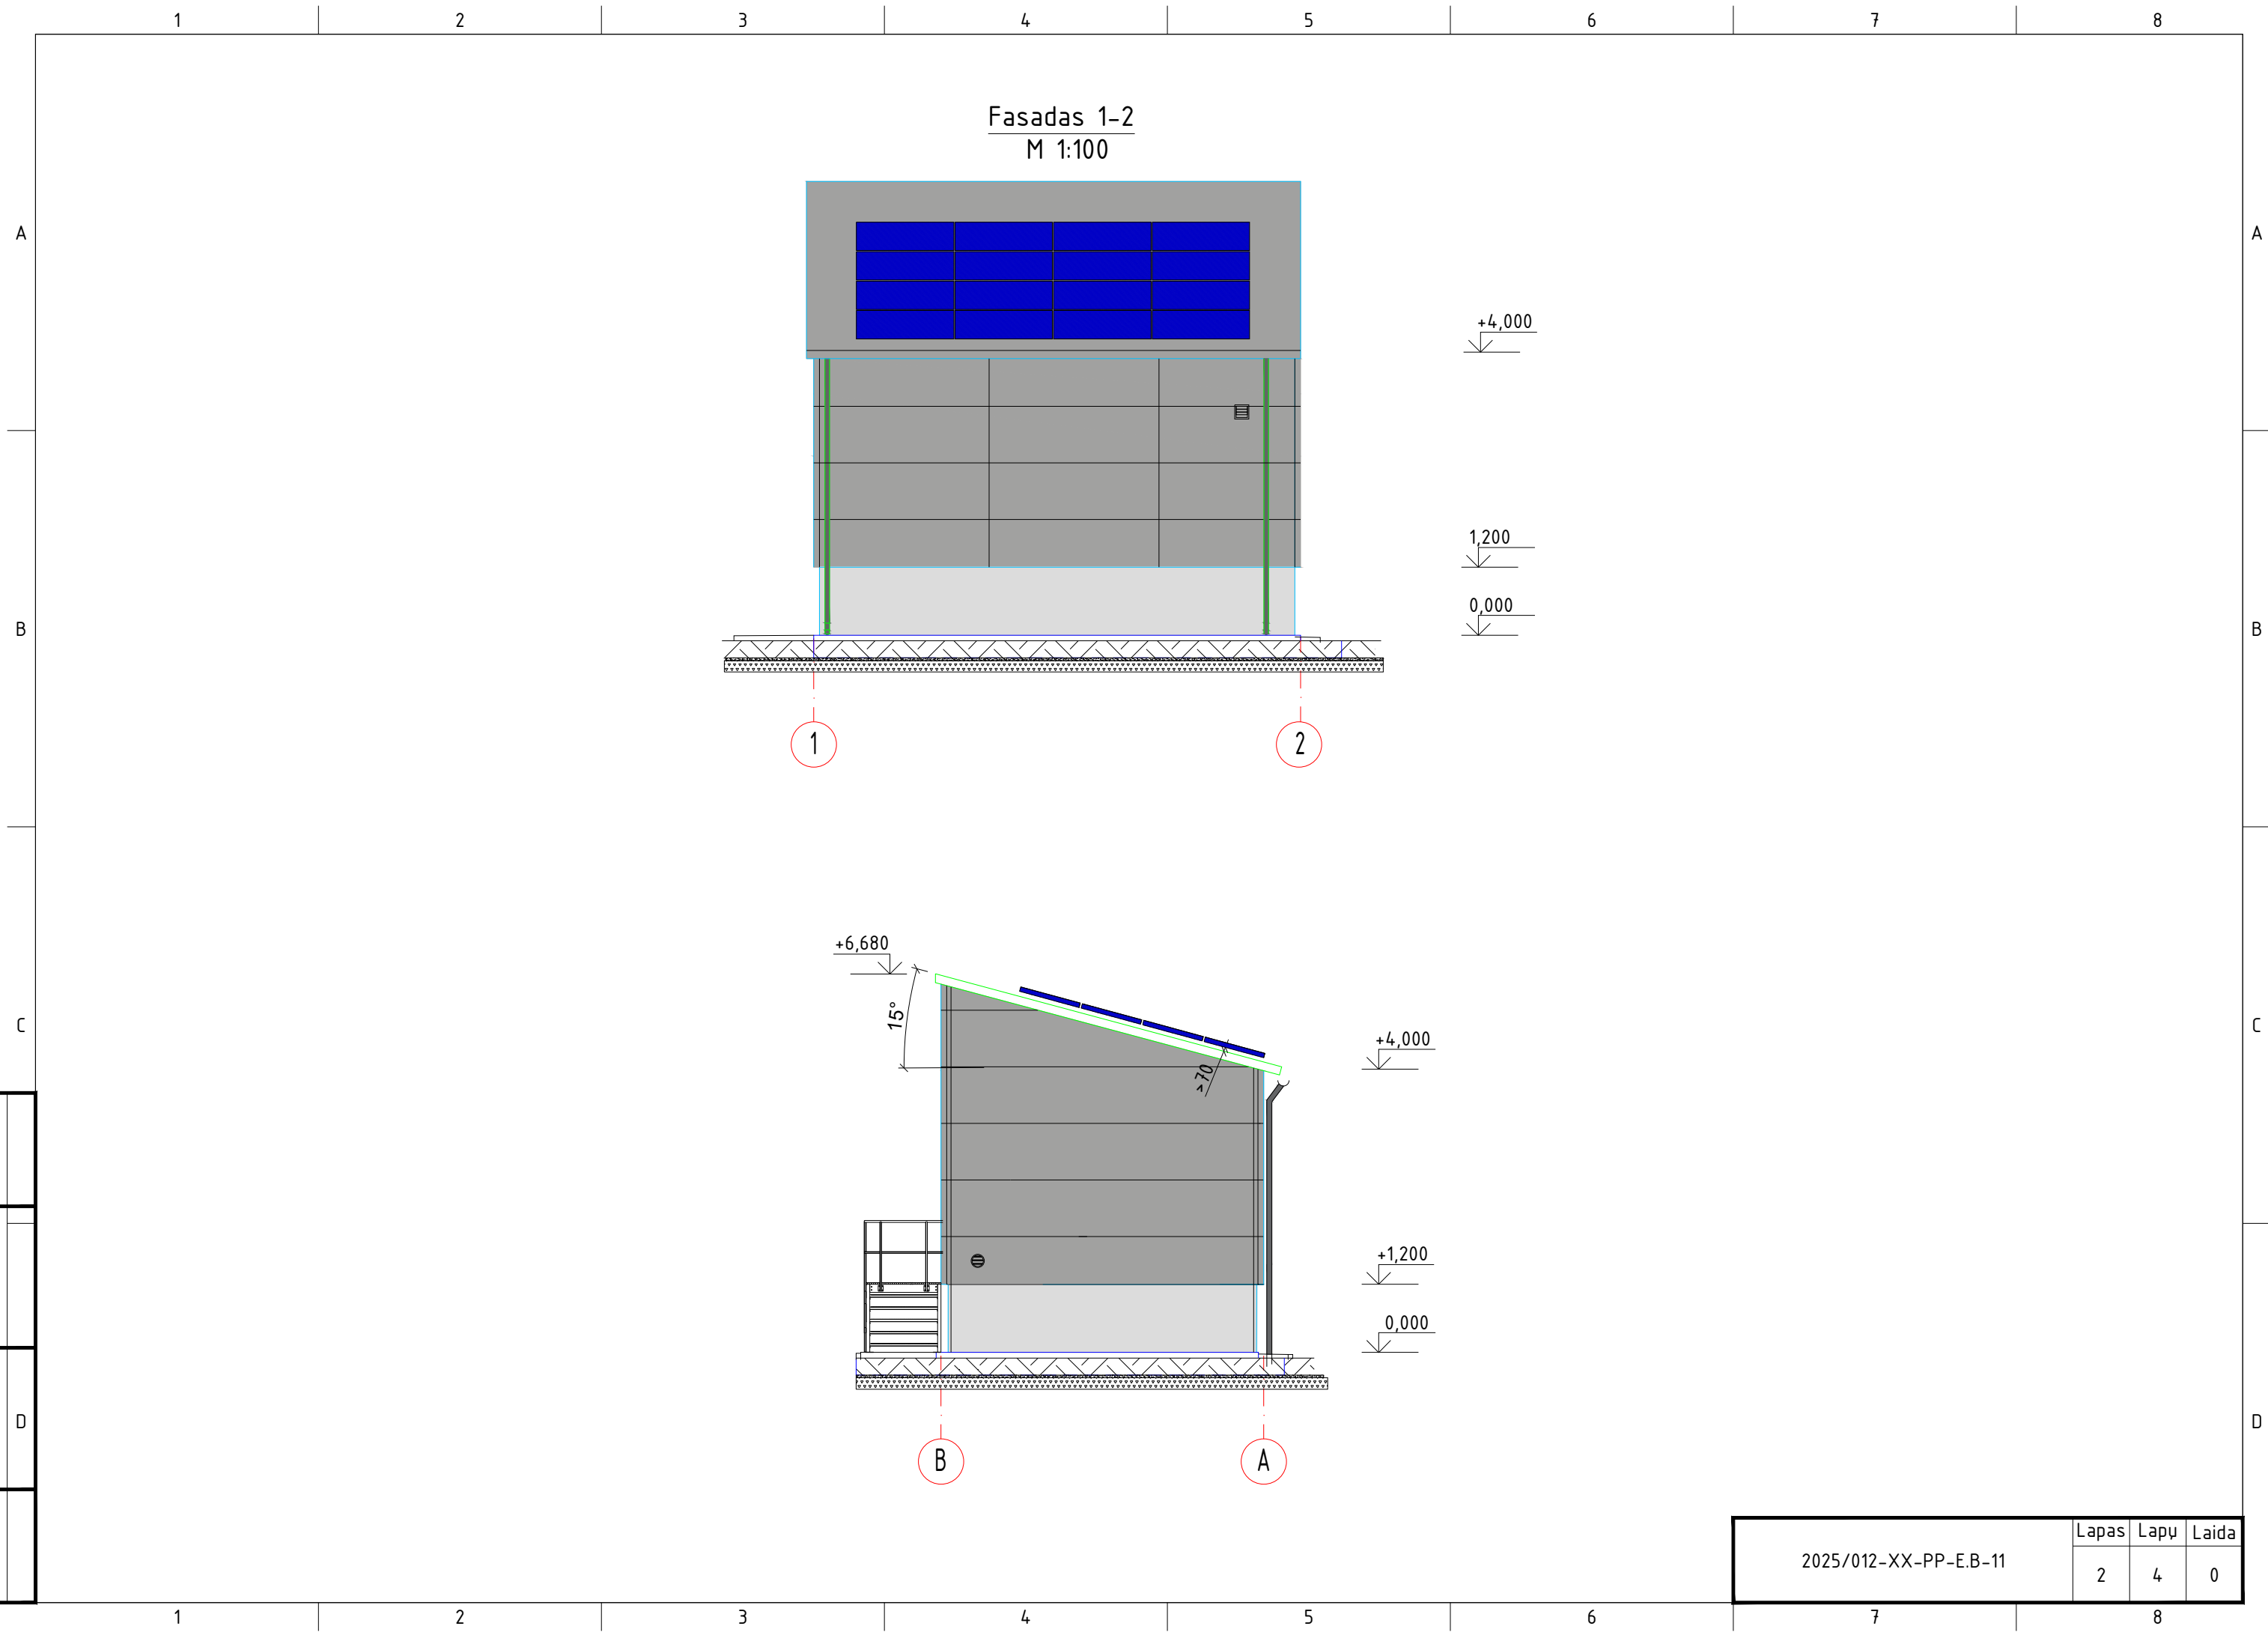 1 2 3 4 5 6 7 8
Fasadas 1-2
M 1:100
A A
+4,000
1,200
0,000
B B
1 2
+6,680
15°
+4,000
>70
C C
+1,200
0,000
D D
B A
2025/012-XX-PP-E.B-11
Lapas Lapų Laida
2 4 0
1 2 3 4 5 6 7 8